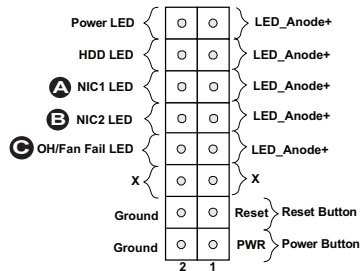 Power LED LED_Anode+
HDD LED LED_Anode+
A NIC1 LED LED_Anode+
B NIC2 LED LED_Anode+
C OH/Fan Fail LED LED_Anode+
X X
Ground Reset Reset Button
Ground PWR Power Button
2 1